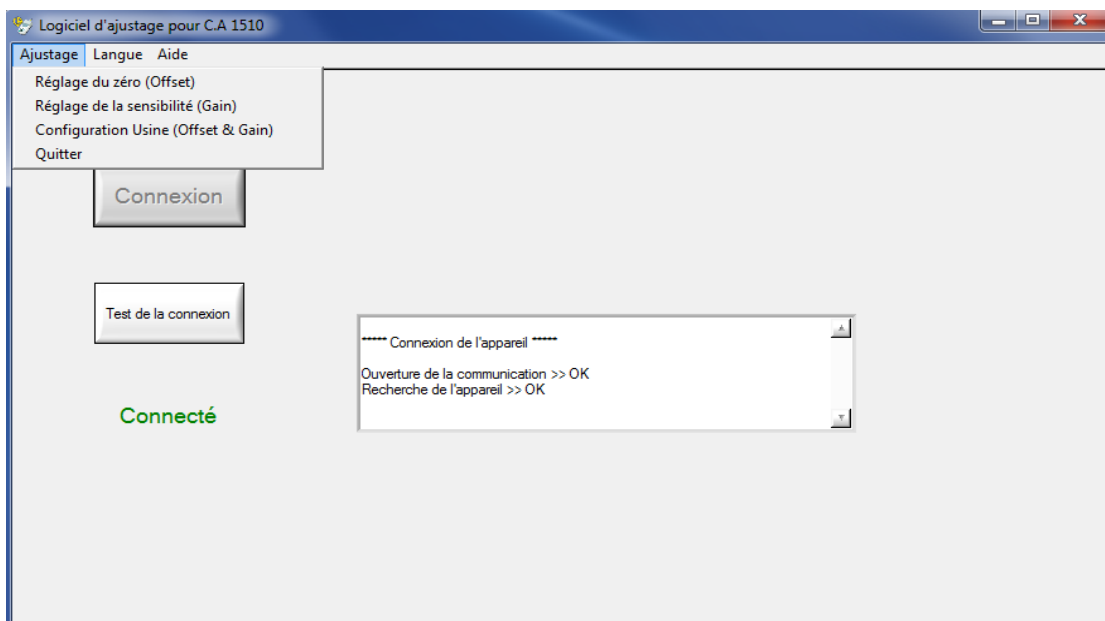 Logiciel d'ajustage pour C.A 1510
Ajustage Langue Aide
Réglage du zéro (Offset)
Réglage de la sensibilité (Gain)
Configuration Usine (Offset & Gain)
Quitter
Connexion
Test de la connexion
***** Connexion de l'appareil *****
Ouverture de la communication >> OK
Recherche de l'appareil >> OK
Connecté